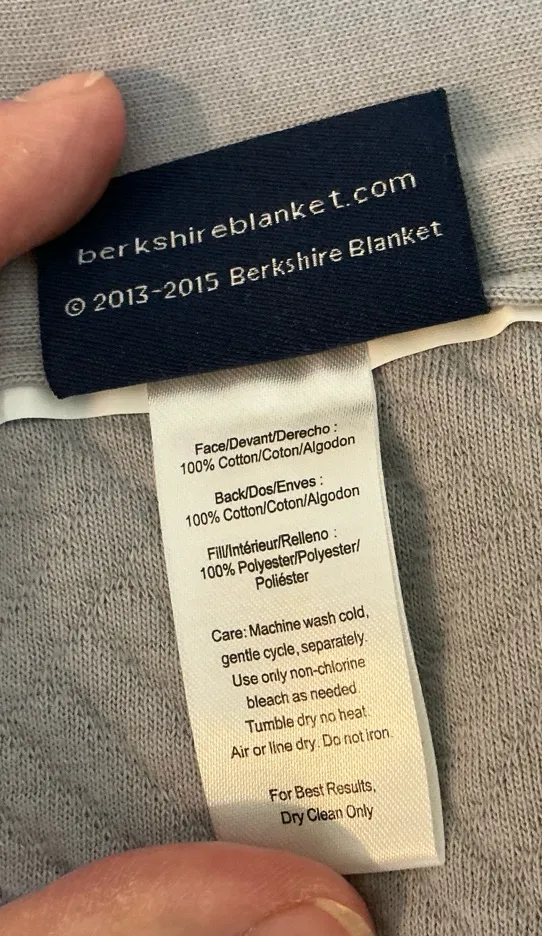 berkshireblanket.com
© 2013-2015 Berkshire Blanket
Face/Devant/Derecho :
100% Cotton/Coton/Algodon
Back/Dos/Enves :
100% Cotton/Coton/Algodon
Fill/Intérieur/Relleno :
100% Polyester/Polyester/
Poliéster
Care: Machine wash cold,
gentle cycle, separately.
Use only non-chlorine
bleach as needed.
Tumble dry no heat.
Air or line dry. Do not iron.
For Best Results,
Dry Clean Only